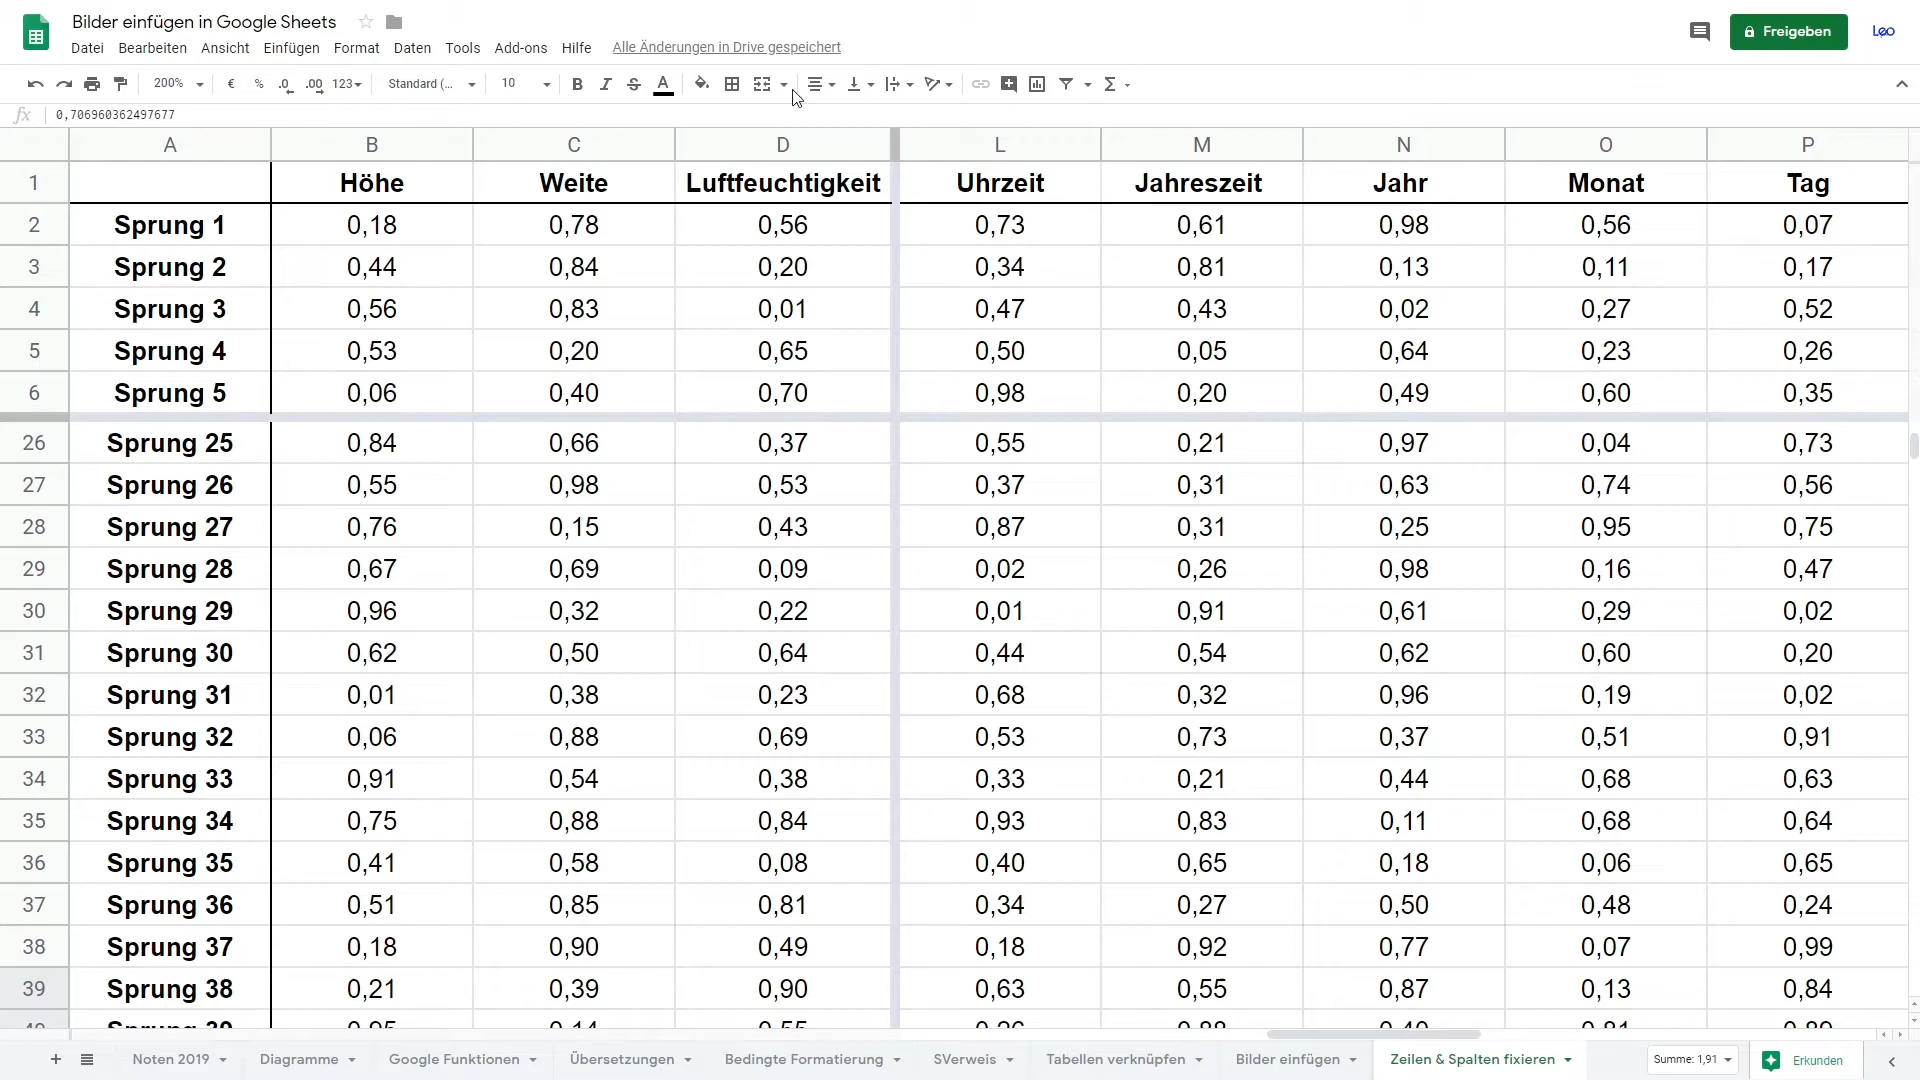 Bilder einfügen in Google Sheets
Datei Bearbeiten Ansicht Einfügen Format Daten Tools Add-ons Hilfe Alle Änderungen in Drive gespeichert
Freigeben
Leo
200% € % .0 .00 123 Standard (... 10 B I S A Σ
fx 0,706960362497677
A B C D L M N O P
1 Höhe Weite Luftfeuchtigkeit Uhrzeit Jahreszeit Jahr Monat Tag
2 Sprung 1 0,18 0,78 0,56 0,73 0,61 0,98 0,56 0,07
3 Sprung 2 0,44 0,84 0,20 0,34 0,81 0,13 0,11 0,17
4 Sprung 3 0,56 0,83 0,01 0,47 0,43 0,02 0,27 0,52
5 Sprung 4 0,53 0,20 0,65 0,50 0,05 0,64 0,23 0,26
6 Sprung 5 0,06 0,40 0,70 0,98 0,20 0,49 0,60 0,35
26 Sprung 25 0,84 0,66 0,37 0,55 0,21 0,97 0,04 0,73
27 Sprung 26 0,55 0,98 0,53 0,37 0,31 0,63 0,74 0,56
28 Sprung 27 0,76 0,15 0,43 0,87 0,31 0,25 0,95 0,75
29 Sprung 28 0,67 0,69 0,09 0,02 0,26 0,98 0,16 0,47
30 Sprung 29 0,96 0,32 0,22 0,01 0,91 0,61 0,29 0,02
31 Sprung 30 0,62 0,50 0,64 0,44 0,54 0,62 0,60 0,20
32 Sprung 31 0,01 0,38 0,23 0,68 0,32 0,96 0,19 0,02
33 Sprung 32 0,06 0,88 0,69 0,53 0,73 0,37 0,51 0,91
34 Sprung 33 0,91 0,54 0,38 0,33 0,21 0,44 0,68 0,63
35 Sprung 34 0,75 0,88 0,84 0,93 0,83 0,11 0,68 0,64
36 Sprung 35 0,41 0,58 0,08 0,40 0,65 0,18 0,06 0,65
37 Sprung 36 0,51 0,85 0,81 0,34 0,27 0,50 0,48 0,24
38 Sprung 37 0,18 0,90 0,49 0,18 0,92 0,77 0,07 0,99
39 Sprung 38 0,21 0,39 0,90 0,63 0,55 0,87 0,13 0,84
Noten 2019 Diagramme Google Funktionen Übersetzungen Bedingte Formatierung SVerweis Tabellen verknüpfen Bilder einfügen Zeilen & Spalten fixieren Summe: 1,91 Erkunden